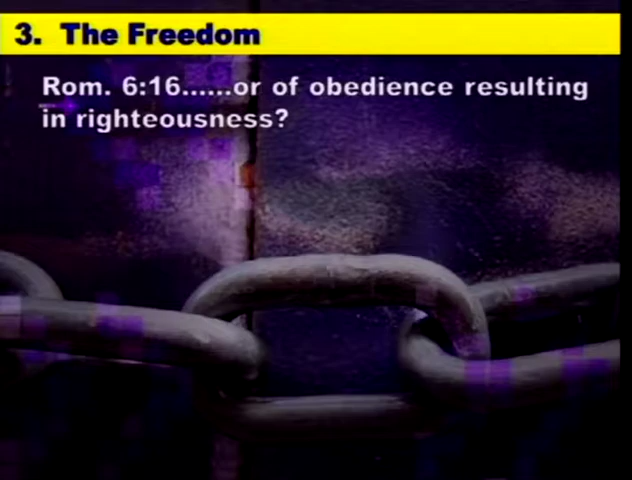 3. The Freedom
Rom. 6:16......or of obedience resulting
in righteousness?